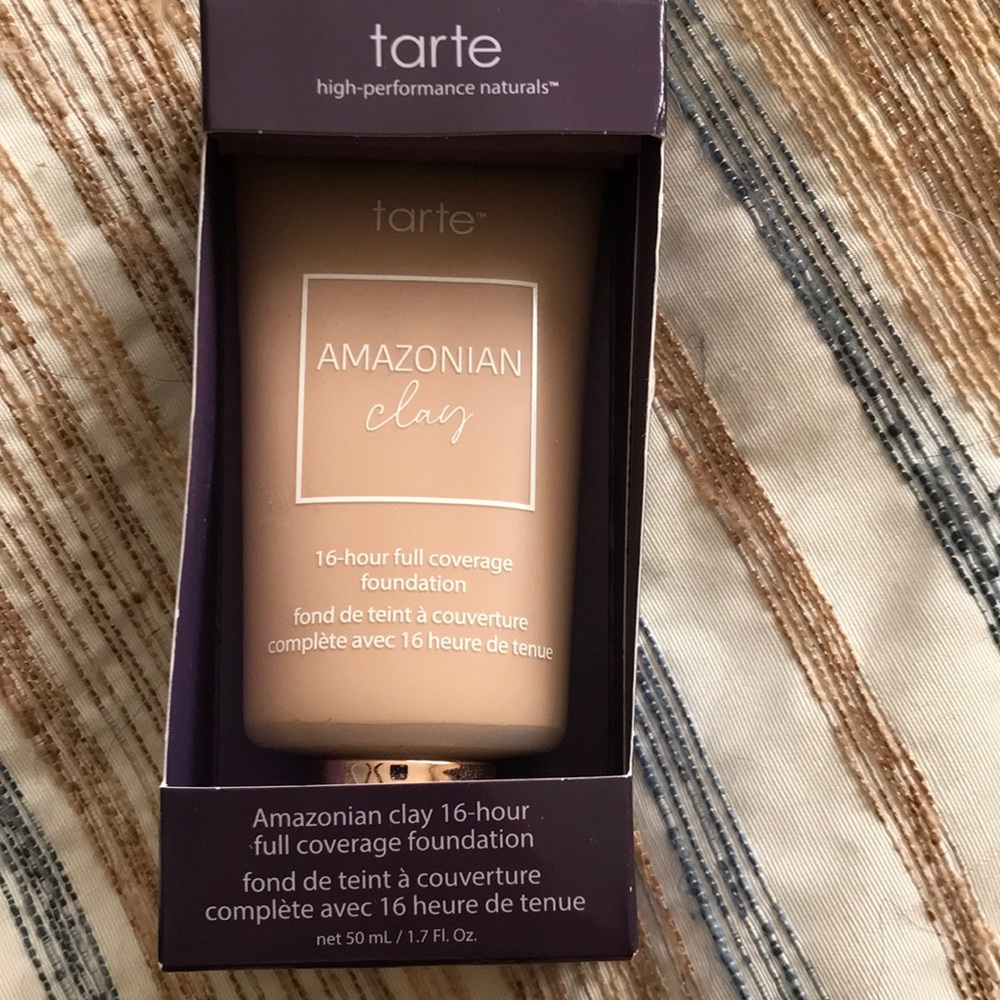 tarte
high-performance naturals™
tarte™
AMAZONIAN
clay
16-hour full coverage
foundation
fond de teint à couverture
complète avec 16 heure de tenue
Amazonian clay 16-hour
full coverage foundation
fond de teint à couverture
complète avec 16 heure de tenue
net 50 mL / 1.7 Fl. Oz.